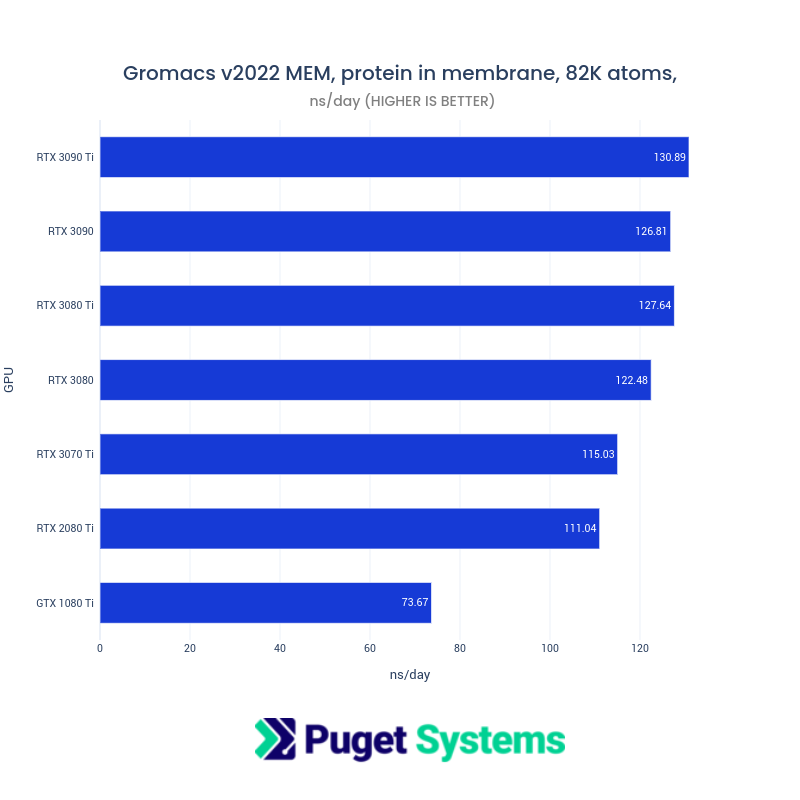 Gromacs v2022 MEM, protein in membrane, 82K atoms,
ns/day (HIGHER IS BETTER)
RTX 3090 Ti 130.89
RTX 3090 126.81
RTX 3080 Ti 127.64
RTX 3080 122.48
GPU
RTX 3070 Ti 115.03
RTX 2080 Ti 111.04
GTX 1080 Ti 73.67
0 20 40 60 80 100 120
ns/day
Puget Systems